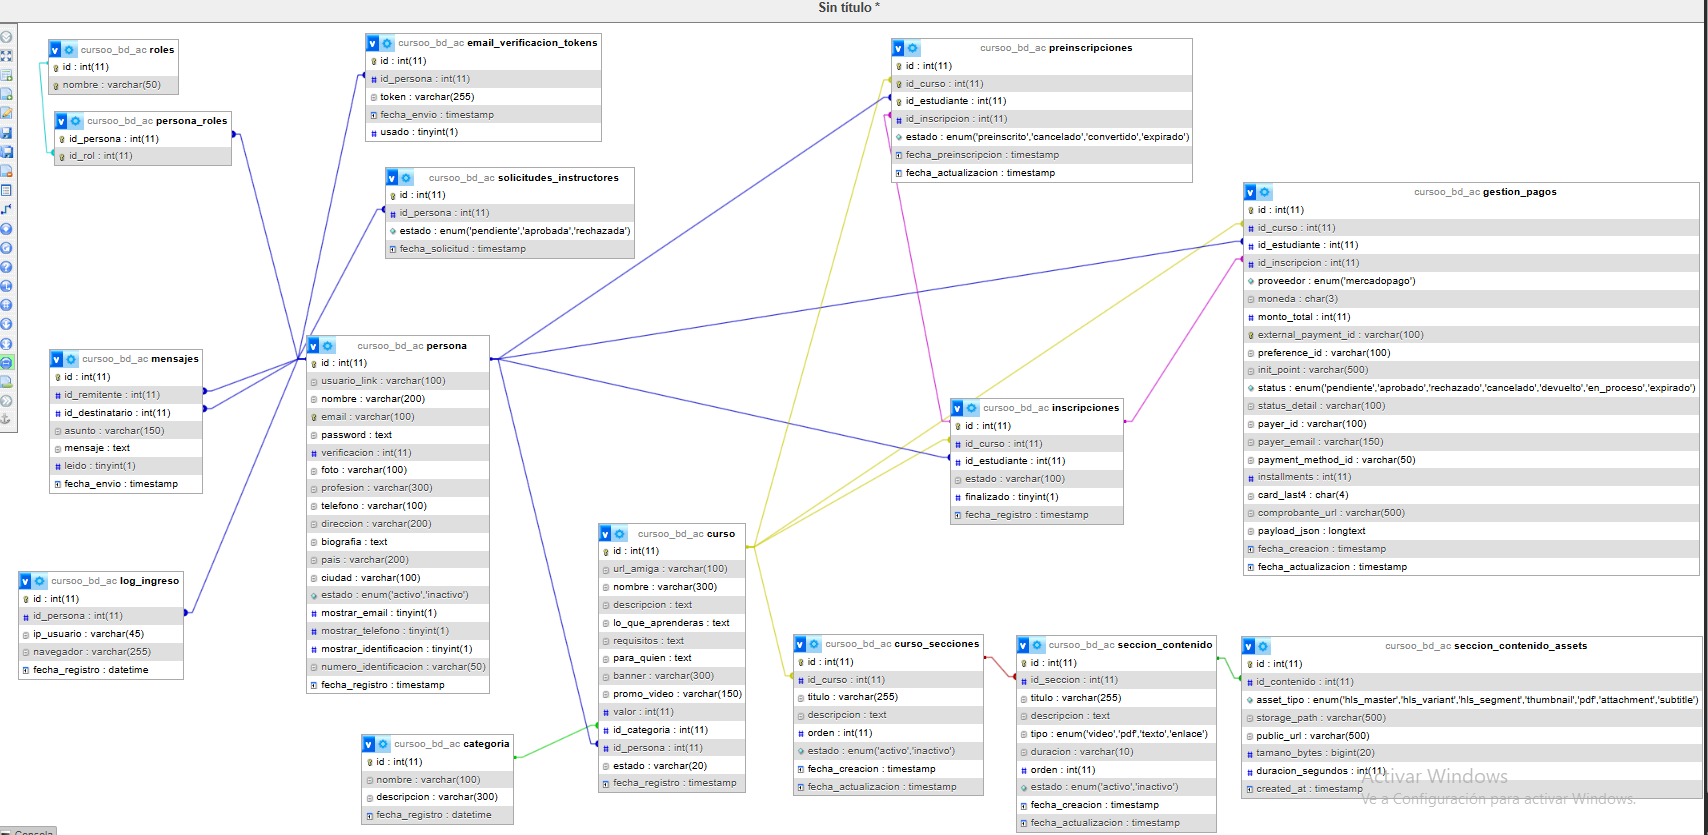 Sin título *
cursoo_bd_ac roles
id : int(11)
nombre : varchar(50)
cursoo_bd_ac persona_roles
id_persona : int(11)
id_rol : int(11)
cursoo_bd_ac email_verificacion_tokens
id : int(11)
id_persona : int(11)
token : varchar(255)
fecha_envio : timestamp
usado : tinyint(1)
cursoo_bd_ac solicitudes_instructores
id : int(11)
id_persona : int(11)
estado : enum('pendiente','aprobada','rechazada')
fecha_solicitud : timestamp
cursoo_bd_ac preinscripciones
id : int(11)
id_curso : int(11)
id_estudiante : int(11)
id_inscripcion : int(11)
estado : enum('preinscrito','cancelado','convertido','expirado')
fecha_preinscripcion : timestamp
fecha_actualizacion : timestamp
cursoo_bd_ac gestion_pagos
id : int(11)
id_curso : int(11)
id_estudiante : int(11)
id_inscripcion : int(11)
proveedor : enum('mercadopago')
moneda : char(3)
monto_total : int(11)
external_payment_id : varchar(100)
preference_id : varchar(100)
init_point : varchar(500)
status : enum('pendiente','aprobado','rechazado','cancelado','devuelto','en_proceso','expirado')
status_detail : varchar(100)
payer_id : varchar(100)
payer_email : varchar(150)
payment_method_id : varchar(50)
installments : int(11)
card_last4 : char(4)
comprobante_url : varchar(500)
payload_json : longtext
fecha_creacion : timestamp
fecha_actualizacion : timestamp
cursoo_bd_ac mensajes
id : int(11)
id_remitente : int(11)
id_destinatario : int(11)
asunto : varchar(150)
mensaje : text
leido : tinyint(1)
fecha_envio : timestamp
cursoo_bd_ac persona
id : int(11)
usuario_link : varchar(100)
nombre : varchar(200)
email : varchar(100)
password : text
verificacion : int(11)
foto : varchar(100)
profesion : varchar(300)
telefono : varchar(100)
direccion : varchar(200)
biografia : text
pais : varchar(200)
ciudad : varchar(100)
estado : enum('activo','inactivo')
mostrar_email : tinyint(1)
mostrar_telefono : tinyint(1)
mostrar_identificacion : tinyint(1)
numero_identificacion : varchar(50)
fecha_registro : timestamp
cursoo_bd_ac inscripciones
id : int(11)
id_curso : int(11)
id_estudiante : int(11)
estado : varchar(100)
finalizado : tinyint(1)
fecha_registro : timestamp
cursoo_bd_ac log_ingreso
id : int(11)
id_persona : int(11)
ip_usuario : varchar(45)
navegador : varchar(255)
fecha_registro : datetime
cursoo_bd_ac curso
id : int(11)
url_amiga : varchar(100)
nombre : varchar(300)
descripcion : text
lo_que_aprenderas : text
requisitos : text
para_quien : text
banner : varchar(300)
promo_video : varchar(150)
valor : int(11)
id_categoria : int(11)
id_persona : int(11)
estado : varchar(20)
fecha_registro : timestamp
cursoo_bd_ac categoria
id : int(11)
nombre : varchar(100)
descripcion : varchar(300)
fecha_registro : datetime
cursoo_bd_ac curso_secciones
id : int(11)
id_curso : int(11)
titulo : varchar(255)
descripcion : text
orden : int(11)
estado : enum('activo','inactivo')
fecha_creacion : timestamp
fecha_actualizacion : timestamp
cursoo_bd_ac seccion_contenido
id : int(11)
id_seccion : int(11)
titulo : varchar(255)
descripcion : text
tipo : enum('video','pdf','texto','enlace')
duracion : varchar(10)
orden : int(11)
estado : enum('activo','inactivo')
fecha_creacion : timestamp
fecha_actualizacion : timestamp
cursoo_bd_ac seccion_contenido_assets
id : int(11)
id_contenido : int(11)
asset_tipo : enum('hls_master','hls_variant','hls_segment','thumbnail','pdf','attachment','subtitle')
storage_path : varchar(500)
public_url : varchar(500)
tamano_bytes : bigint(20)
duracion_segundos : int(11)
created_at : timestamp
Activar Windows
Ve a Configuración para activar Windows.
Consola